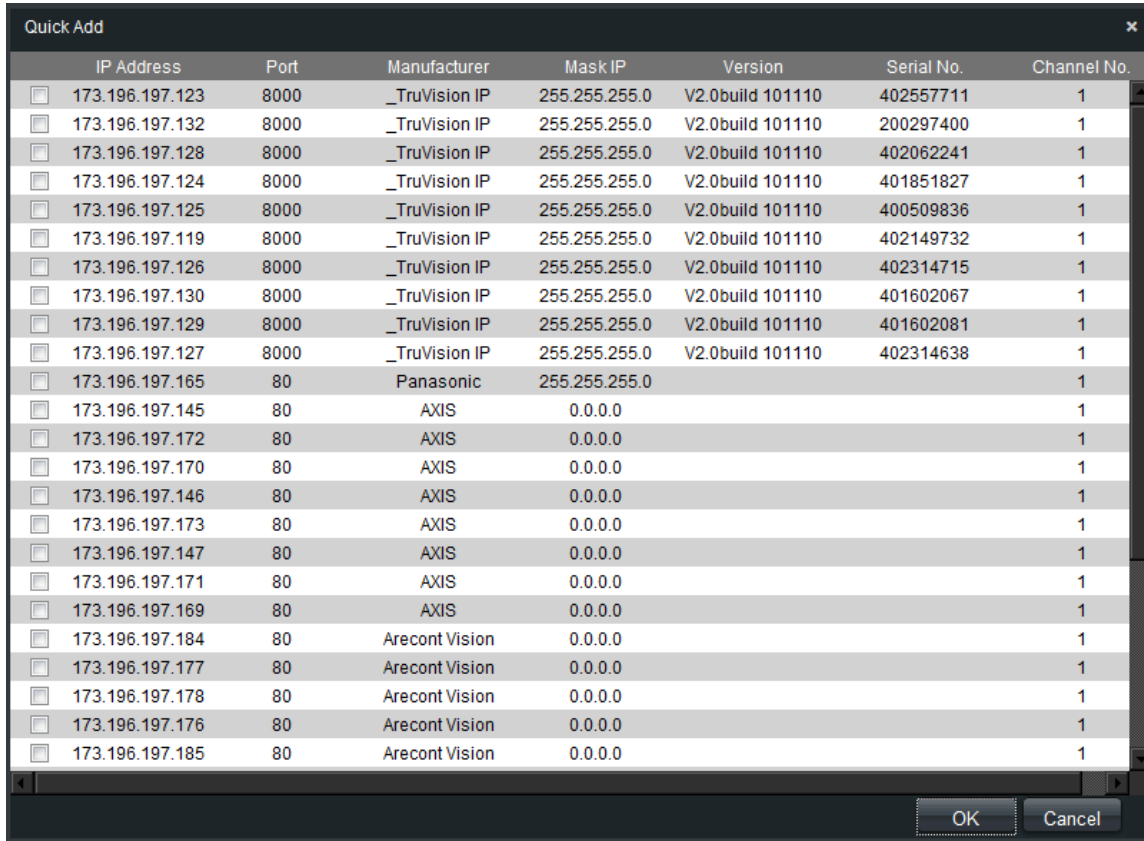 Quick Add ×
IP Address Port Manufacturer Mask IP Version Serial No. Channel No.
173.196.197.123 8000 _TruVision IP 255.255.255.0 V2.0build 101110 402557711 1
173.196.197.132 8000 _TruVision IP 255.255.255.0 V2.0build 101110 200297400 1
173.196.197.128 8000 _TruVision IP 255.255.255.0 V2.0build 101110 402062241 1
173.196.197.124 8000 _TruVision IP 255.255.255.0 V2.0build 101110 401851827 1
173.196.197.125 8000 _TruVision IP 255.255.255.0 V2.0build 101110 400509836 1
173.196.197.119 8000 _TruVision IP 255.255.255.0 V2.0build 101110 402149732 1
173.196.197.126 8000 _TruVision IP 255.255.255.0 V2.0build 101110 402314715 1
173.196.197.130 8000 _TruVision IP 255.255.255.0 V2.0build 101110 401602067 1
173.196.197.129 8000 _TruVision IP 255.255.255.0 V2.0build 101110 401602081 1
173.196.197.127 8000 _TruVision IP 255.255.255.0 V2.0build 101110 402314638 1
173.196.197.165 80 Panasonic 255.255.255.0 1
173.196.197.145 80 AXIS 0.0.0.0 1
173.196.197.172 80 AXIS 0.0.0.0 1
173.196.197.170 80 AXIS 0.0.0.0 1
173.196.197.146 80 AXIS 0.0.0.0 1
173.196.197.173 80 AXIS 0.0.0.0 1
173.196.197.147 80 AXIS 0.0.0.0 1
173.196.197.171 80 AXIS 0.0.0.0 1
173.196.197.169 80 AXIS 0.0.0.0 1
173.196.197.184 80 Arecont Vision 0.0.0.0 1
173.196.197.177 80 Arecont Vision 0.0.0.0 1
173.196.197.178 80 Arecont Vision 0.0.0.0 1
173.196.197.176 80 Arecont Vision 0.0.0.0 1
173.196.197.185 80 Arecont Vision 0.0.0.0 1
OK Cancel